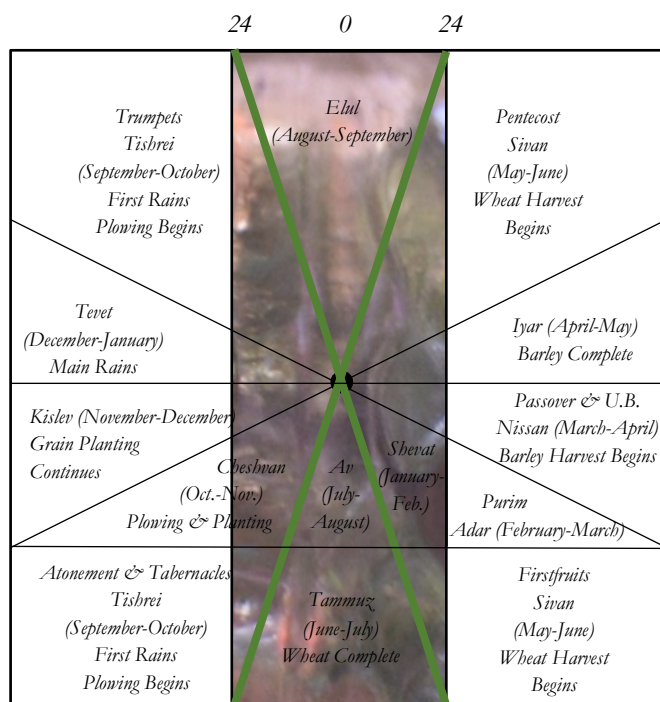 24 0 24
Elul
(August-September)
Trumpets
Tishrei
(September-October)
First Rains
Plowing Begins
Pentecost
Sivan
(May-June)
Wheat Harvest
Begins
Tevet
(December-January)
Main Rains
Iyar (April-May)
Barley Complete
Kislev (November-December)
Grain Planting
Continues
Passover & U.B.
Nissan (March-April)
Barley Harvest Begins
Cheshvan
(Oct.-Nov.)
Plowing & Planting
Av
(July-
August)
Shevat
(January-
Feb.)
Purim
Adar (February-March)
Atonement & Tabernacles
Tishrei
(September-October)
First Rains
Plowing Begins
Tammuz
(June-July)
Wheat Complete
Firstfruits
Sivan
(May-June)
Wheat Harvest
Begins